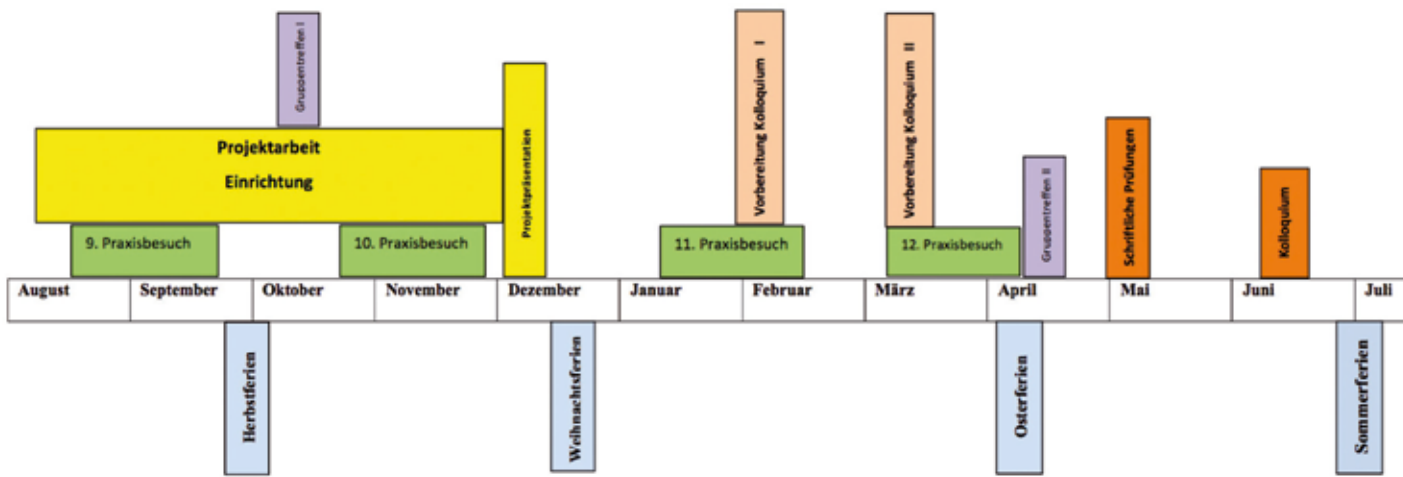 Gruppentreffen I
Vorbereitung Kolloquium I
Vorbereitung Kolloquium II
Projektarbeit
Einrichtung
Projektpräsentation
Gruppentreffen II
Schriftliche Prüfungen
Kolloquium
9. Praxisbesuch
10. Praxisbesuch
11. Praxisbesuch
12. Praxisbesuch
August
September
Oktober
November
Dezember
Januar
Februar
März
April
Mai
Juni
Juli
Herbstferien
Weihnachtsferien
Osterferien
Sommerferien